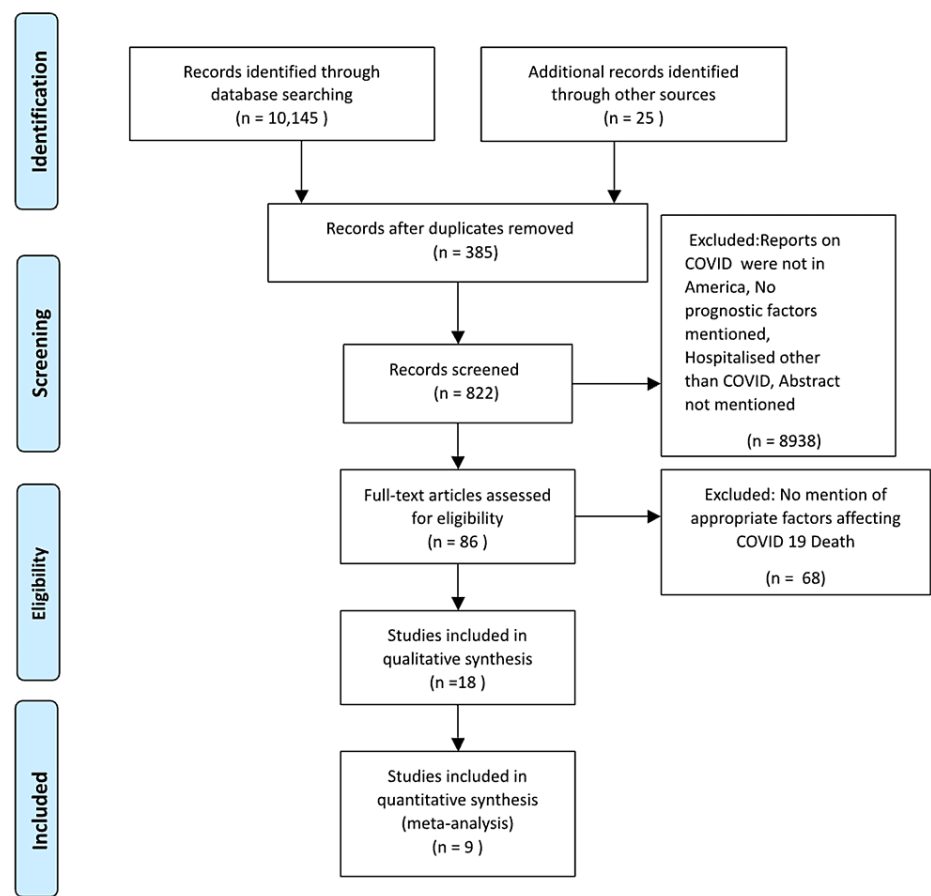 Identification
Records identified through
database searching
(n = 10,145)
Additional records identified
through other sources
(n = 25 )
Records after duplicates removed
(n = 385)
Screening
Records screened
(n = 822)
Excluded:Reports on
COVID were not in
America, No
prognostic factors
mentioned,
Hospitalised other
than COVID, Abstract
not mentioned
(n = 8938)
Eligibility
Full-text articles assessed
for eligibility
(n = 86 )
Excluded: No mention of
appropriate factors affecting
COVID 19 Death
(n = 68)
Studies included in
qualitative synthesis
(n =18 )
Included
Studies included in
quantitative synthesis
(meta-analysis)
(n = 9 )